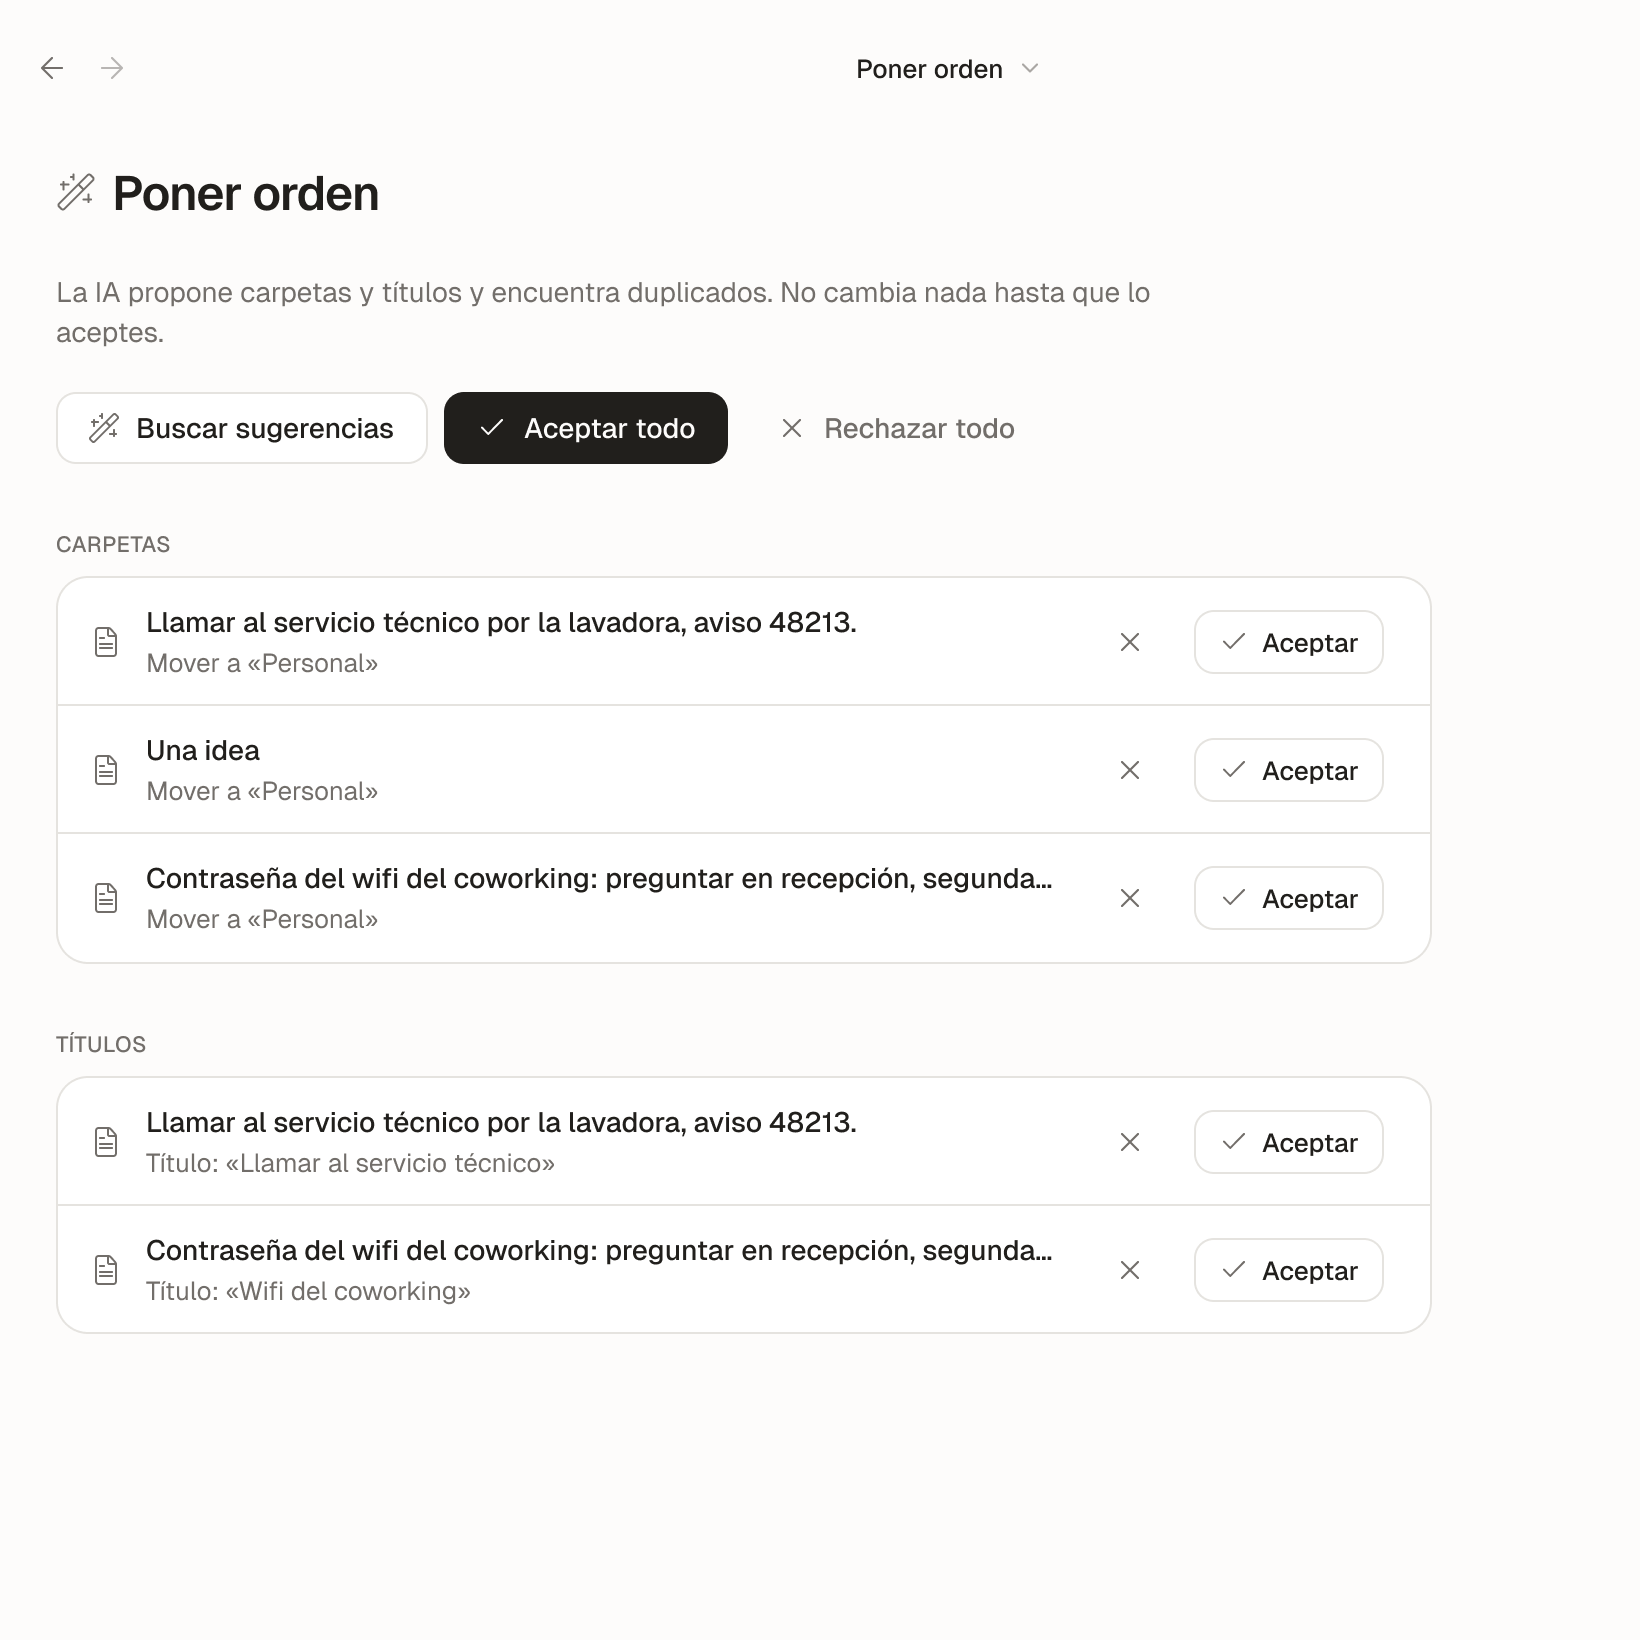 Poner orden
Poner orden
La IA propone carpetas y títulos y encuentra duplicados. No cambia nada hasta que lo
aceptes.
Buscar sugerencias
Aceptar todo
Rechazar todo
CARPETAS
Llamar al servicio técnico por la lavadora, aviso 48213.
Mover a «Personal»
Aceptar
Una idea
Mover a «Personal»
Aceptar
Contraseña del wifi del coworking: preguntar en recepción, segunda...
Mover a «Personal»
Aceptar
TÍTULOS
Llamar al servicio técnico por la lavadora, aviso 48213.
Título: «Llamar al servicio técnico»
Aceptar
Contraseña del wifi del coworking: preguntar en recepción, segunda...
Título: «Wifi del coworking»
Aceptar